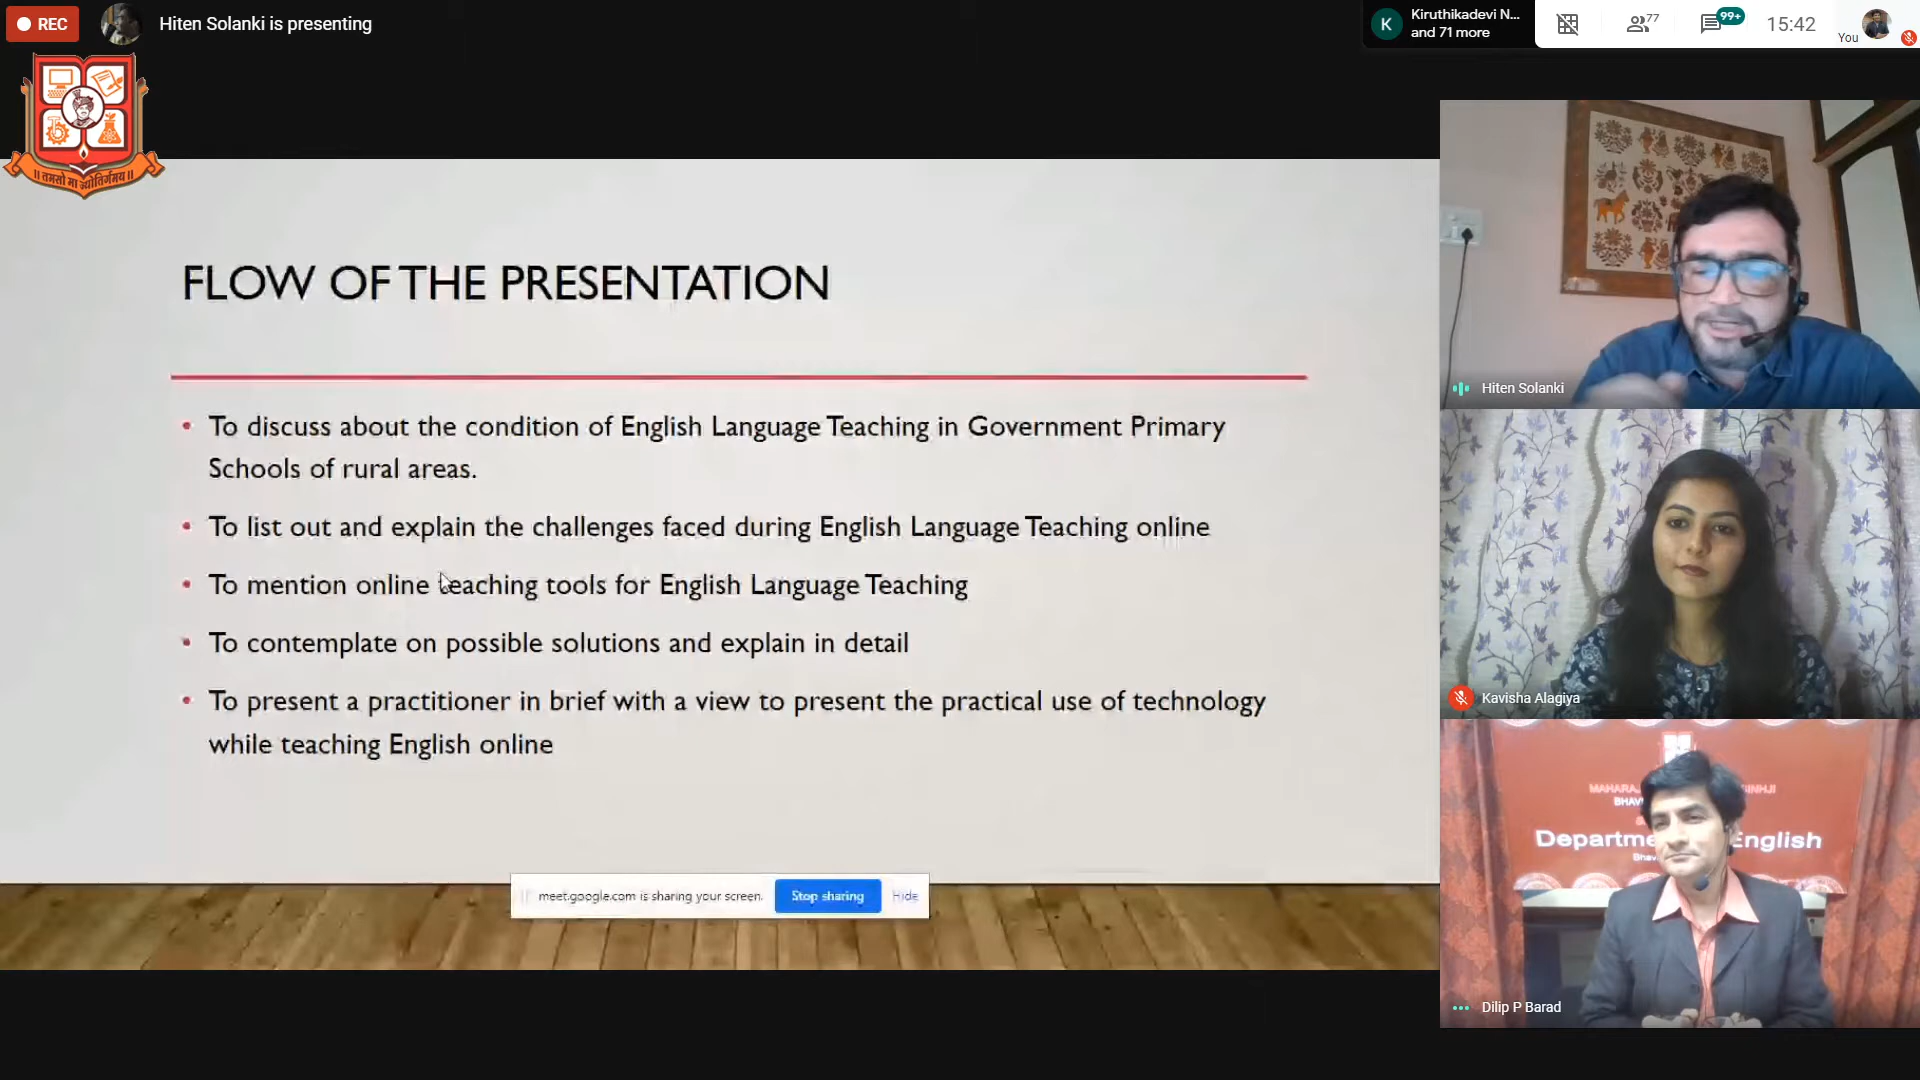 REC
Hiten Solanki is presenting
K
Kiruthikadevi N...
and 71 more
77
99+
15:42
You
॥ तमसो मा ज्योतिर्गमय ॥
FLOW OF THE PRESENTATION
• To discuss about the condition of English Language Teaching in Government Primary
Schools of rural areas.
• To list out and explain the challenges faced during English Language Teaching online
• To mention online teaching tools for English Language Teaching
• To contemplate on possible solutions and explain in detail
• To present a practitioner in brief with a view to present the practical use of technology
while teaching English online
meet.google.com is sharing your screen.
Stop sharing
Hide
Hiten Solanki
Kavisha Alagiya
English
Dilip P Barad